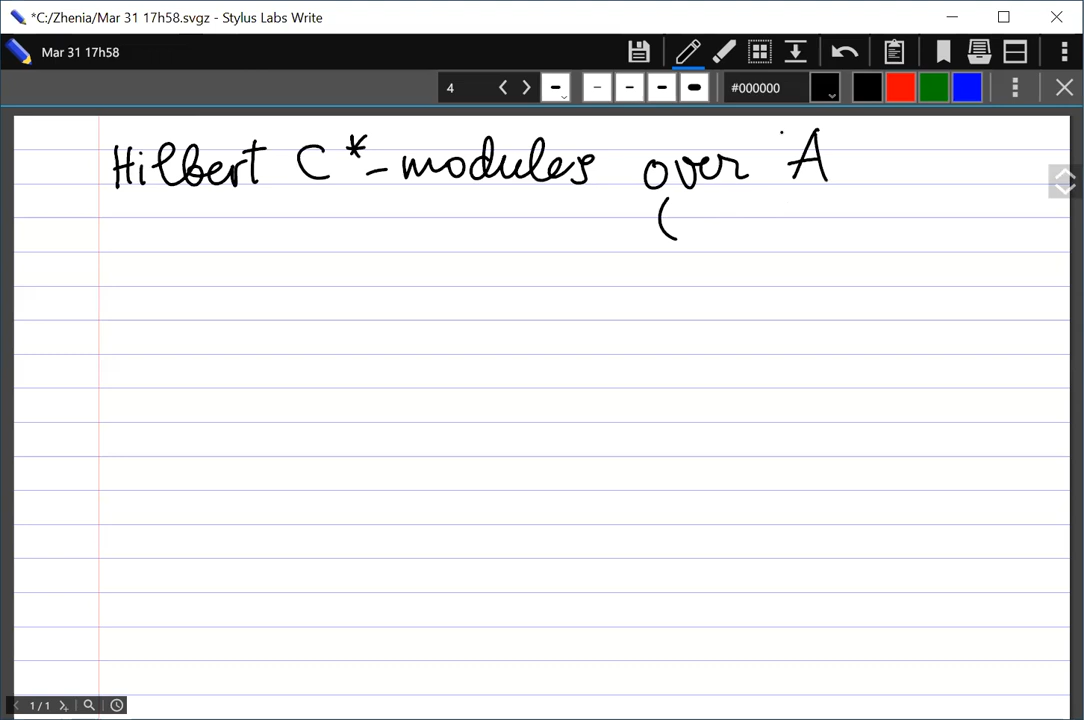 *C:/Zhenia/Mar 31 17h58.svgz - Stylus Labs Write
Mar 31 17h58
4
#000000
Hilbert C*-modules over A
(
1/1